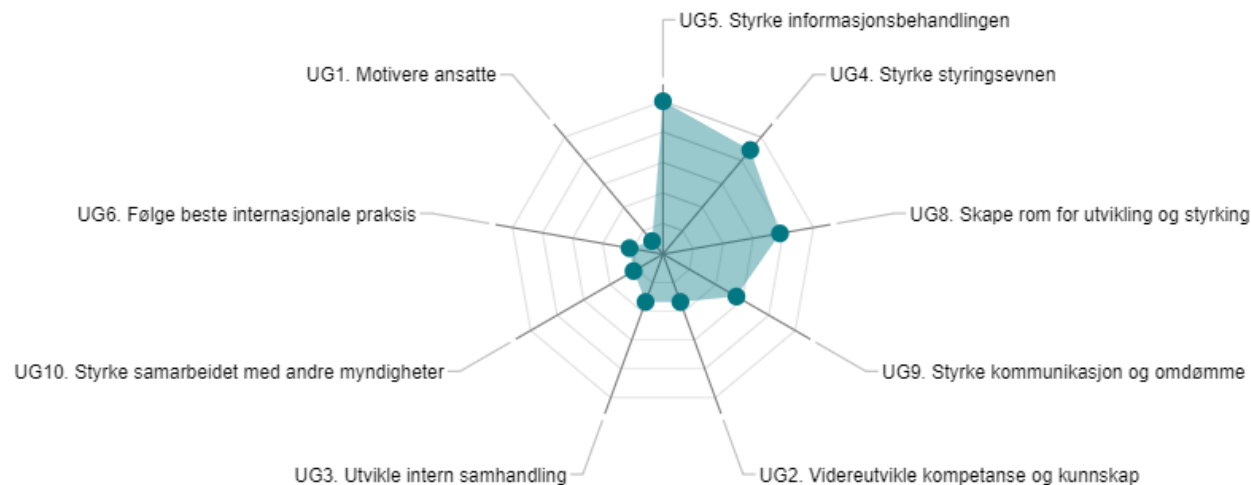 UG5. Styrke informasjonsbehandlingen
UG1. Motivere ansatte
UG4. Styrke styringsevnen
UG6. Følge beste internasjonale praksis
UG8. Skape rom for utvikling og styrking
UG10. Styrke samarbeidet med andre myndigheter
UG9. Styrke kommunikasjon og omdømme
UG3. Utvikle intern samhandling
UG2. Videreutvikle kompetanse og kunnskap